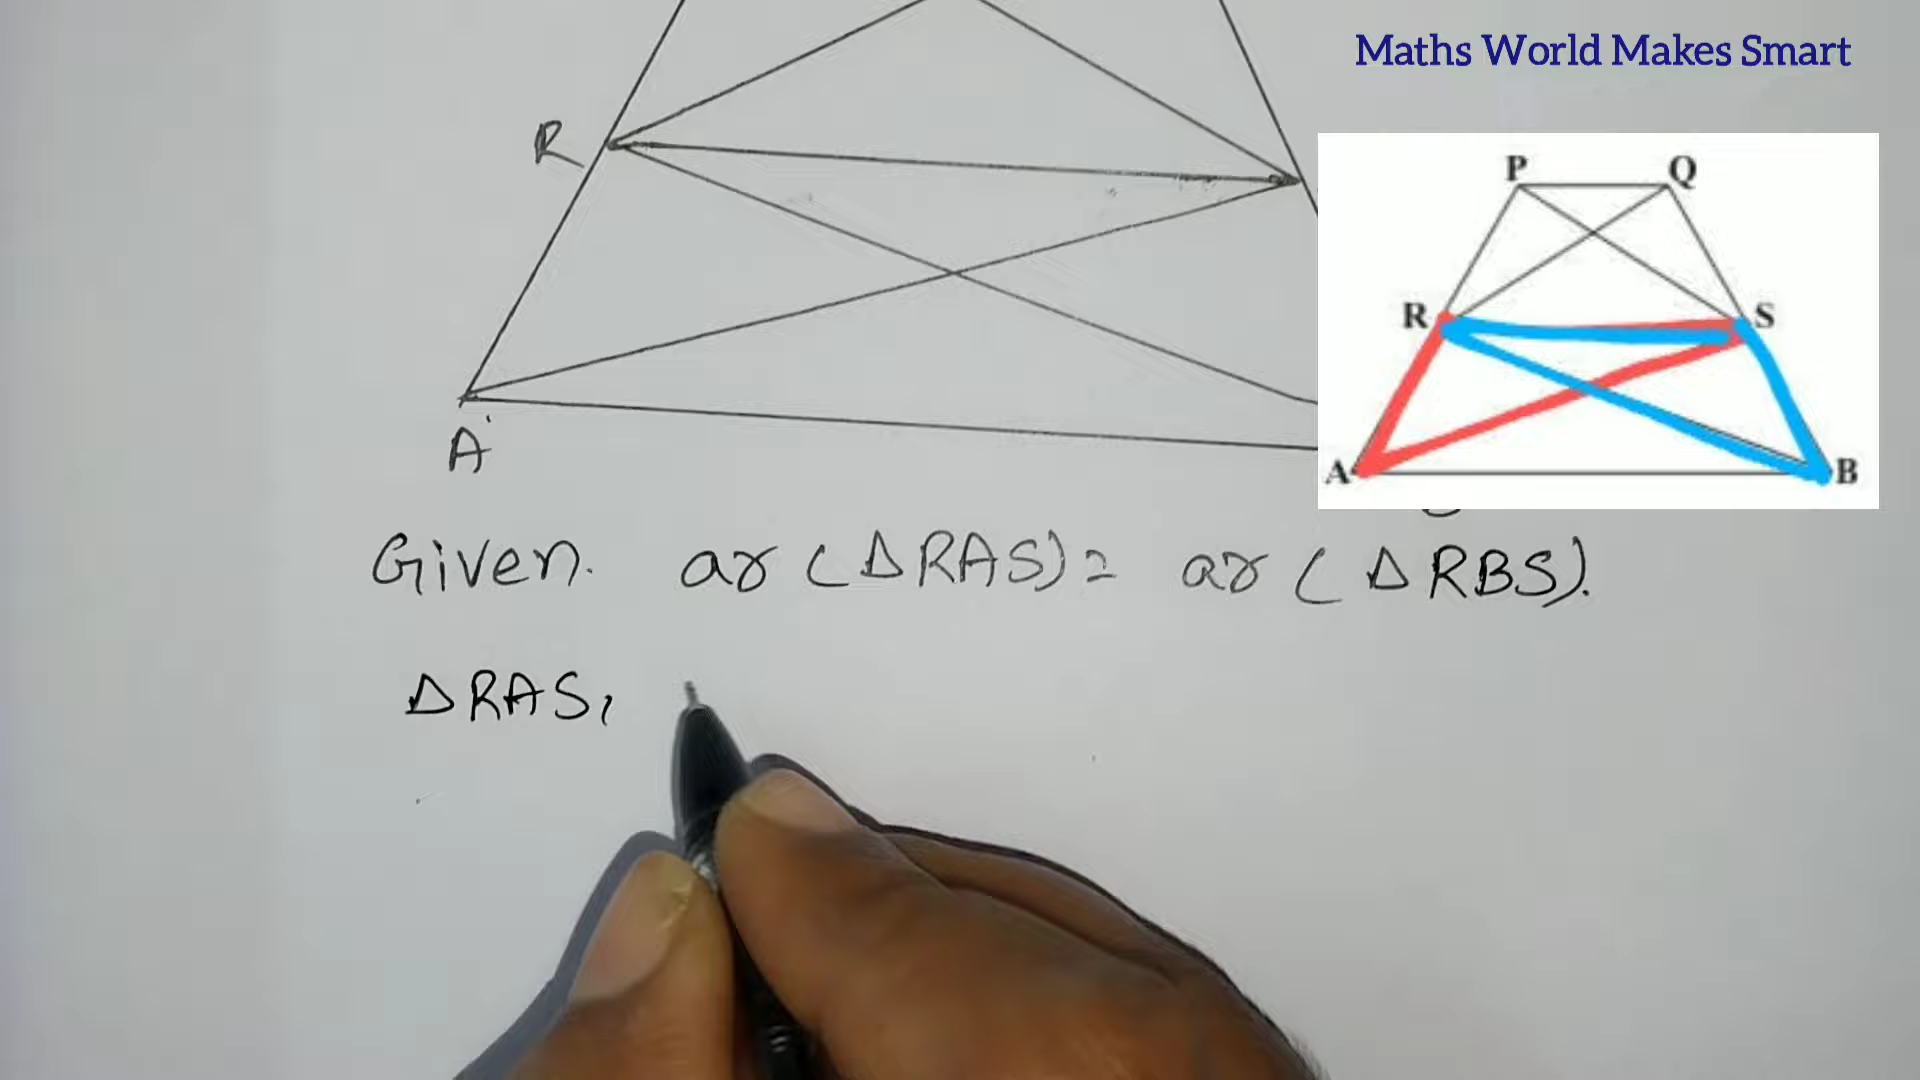 Maths World Makes Smart
P Q
R
R S
A B
A
Given. ar (ΔRAS) = ar (ΔRBS).
ΔRAS,